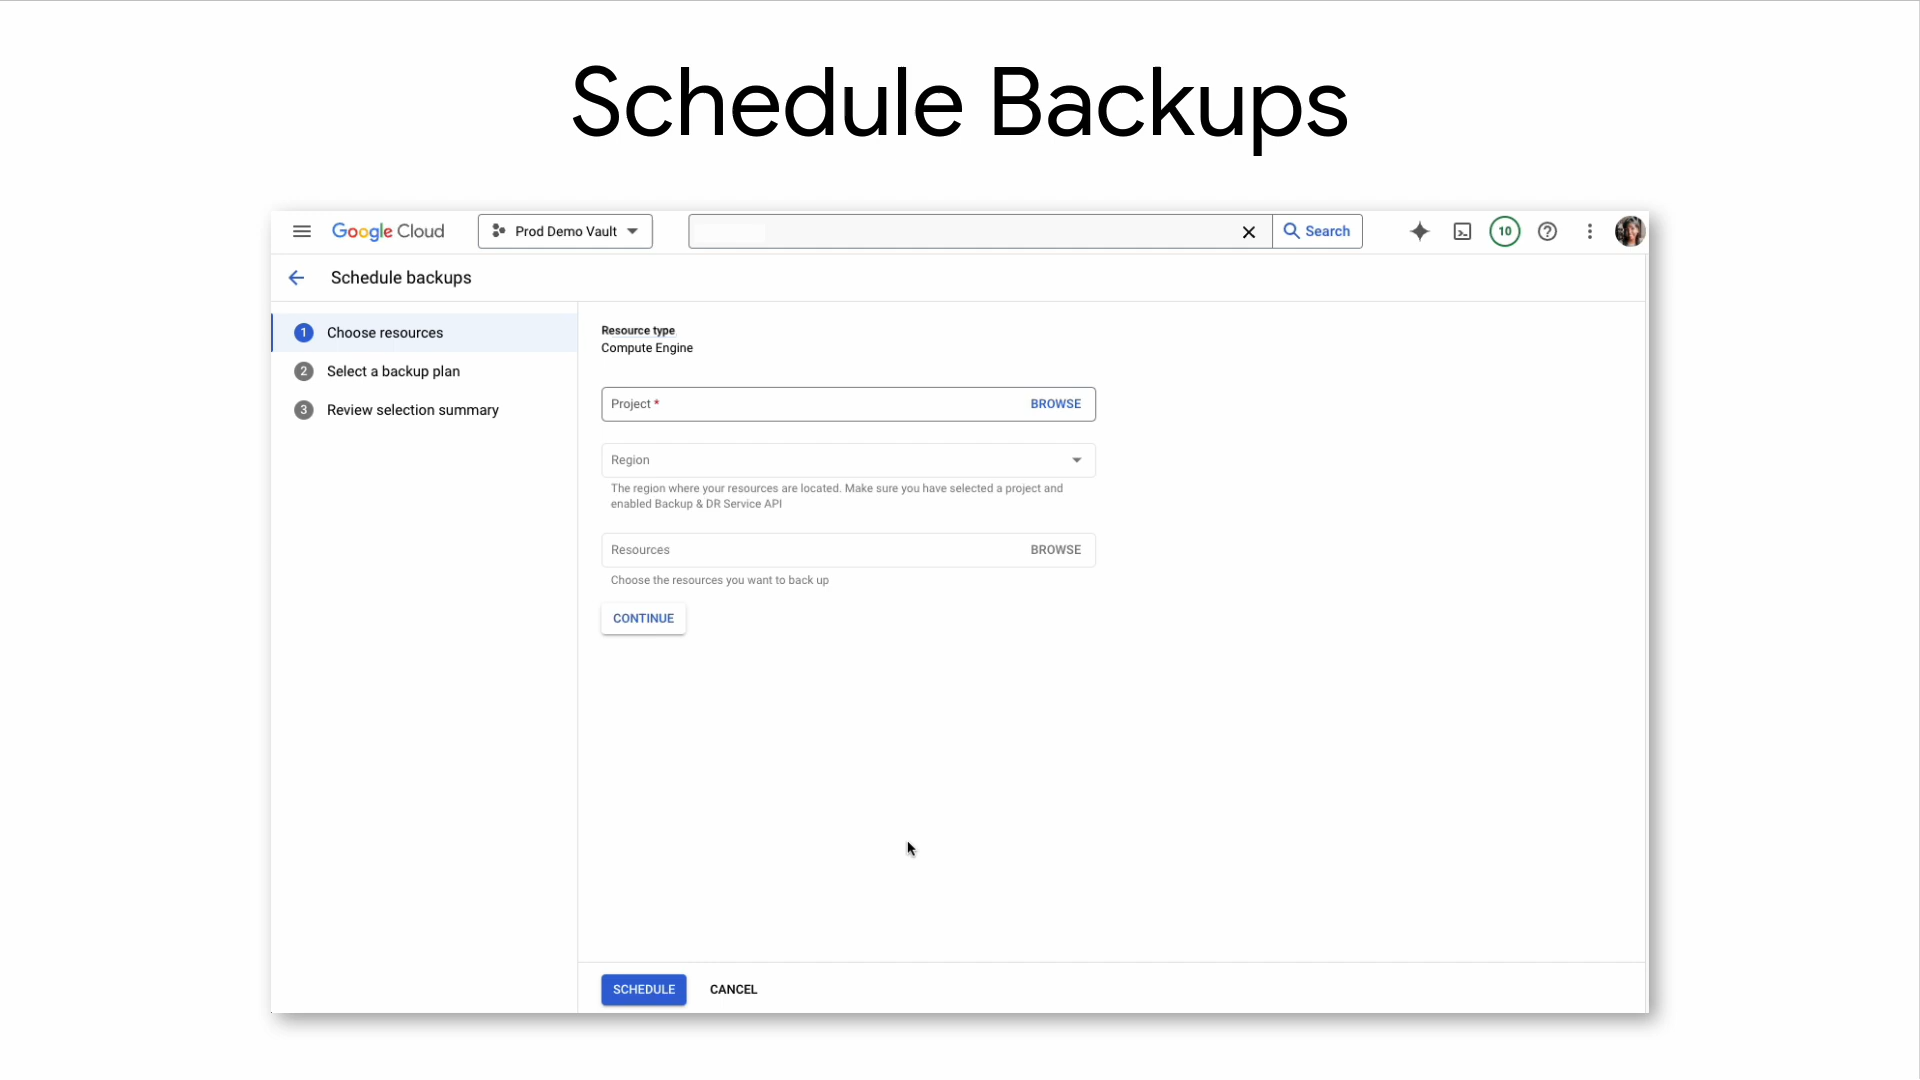 Schedule Backups
Google Cloud
Prod Demo Vault
Search
10
Schedule backups
1 Choose resources
2 Select a backup plan
3 Review selection summary
Resource type
Compute Engine
Project * BROWSE
Region
The region where your resources are located. Make sure you have selected a project and
enabled Backup & DR Service API
Resources BROWSE
Choose the resources you want to back up
CONTINUE
SCHEDULE CANCEL